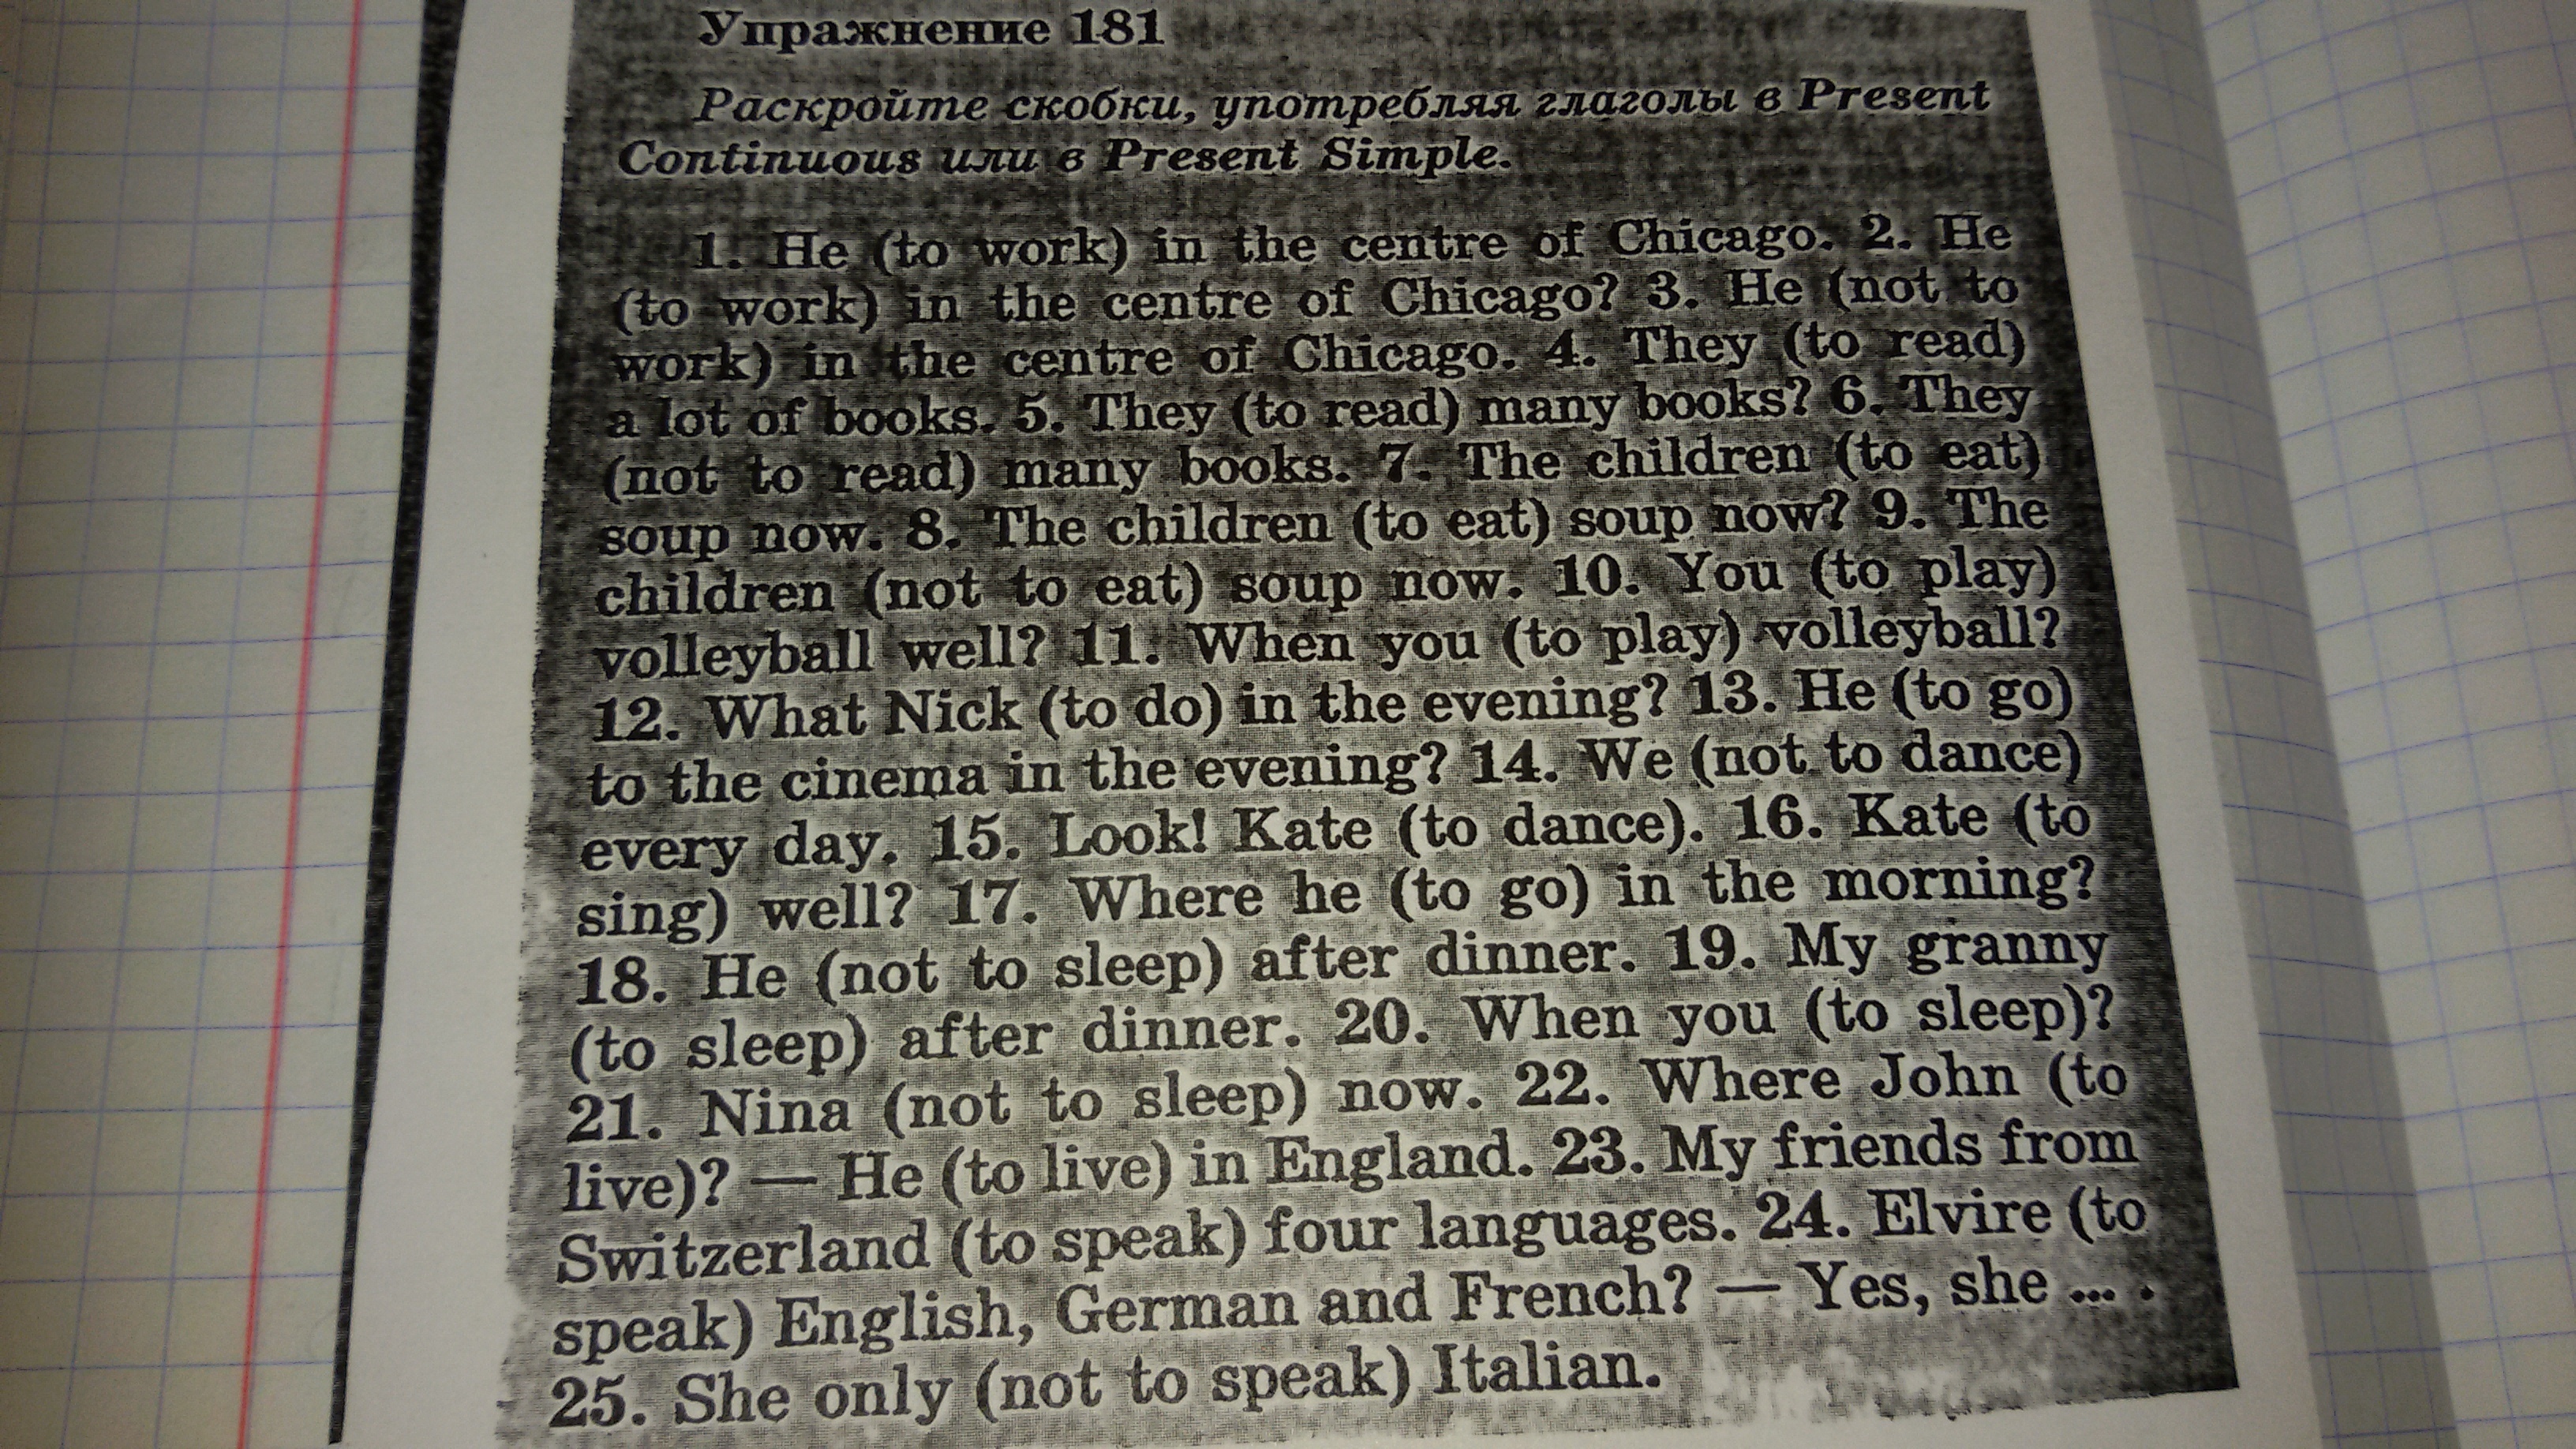 Упражнение 181
Раскройте скобки, употребляя глаголы в Present
Continuous или в Present Simple.
1. He (to work) in the centre of Chicago. 2. He
(to work) in the centre of Chicago? 3. He (not to
work) in the centre of Chicago. 4. They (to read)
a lot of books. 5. They (to read) many books? 6. They
(not to read) many books. 7. The children (to eat)
soup now. 8. The children (to eat) soup now? 9. The
children (not to eat) soup now. 10. You (to play)
volleyball well? 11. When you (to play) volleyball?
12. What Nick (to do) in the evening? 13. He (to go)
to the cinema in the evening? 14. We (not to dance)
every day. 15. Look! Kate (to dance). 16. Kate (to
sing) well? 17. Where he (to go) in the morning?
18. He (not to sleep) after dinner. 19. My granny
(to sleep) after dinner. 20. When you (to sleep)?
21. Nina (not to sleep) now. 22. Where John (to
live)? — He (to live) in England. 23. My friends from
Switzerland (to speak) four languages. 24. Elvire (to
speak) English, German and French? — Yes, she ... .
25. She only (not to speak) Italian.